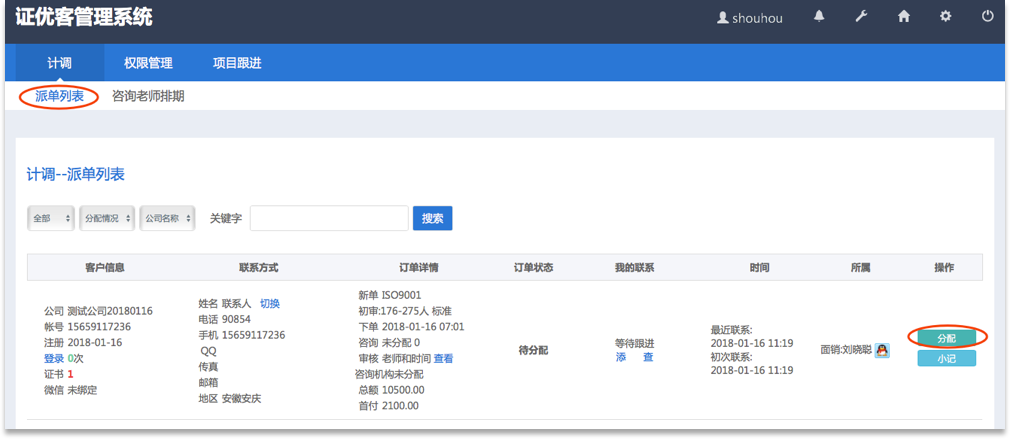 证优客管理系统
shouhou
计调 权限管理 项目跟进
派单列表 咨询老师排期
计调--派单列表
全部 分配情况 公司名称 关键字 搜索
客户信息 联系方式 订单详情 订单状态 我的联系 时间 所属 操作
公司 测试公司20180116
帐号 15659117236
注册 2018-01-16
登录 0次
证书 1
微信 未绑定
姓名 联系人 切换
电话 90854
手机 15659117236
QQ
传真
邮箱
地区 安徽安庆
新单 ISO9001
初审:176-275人 标准
下单 2018-01-16 07:01
咨询 未分配 0
审核 老师和时间 查看
咨询机构未分配
总额 10500.00
首付 2100.00
待分配
等待跟进
添 查
最近联系:
2018-01-16 11:19
初次联系:
2018-01-16 11:19
面销:刘晓聪
分配
小记